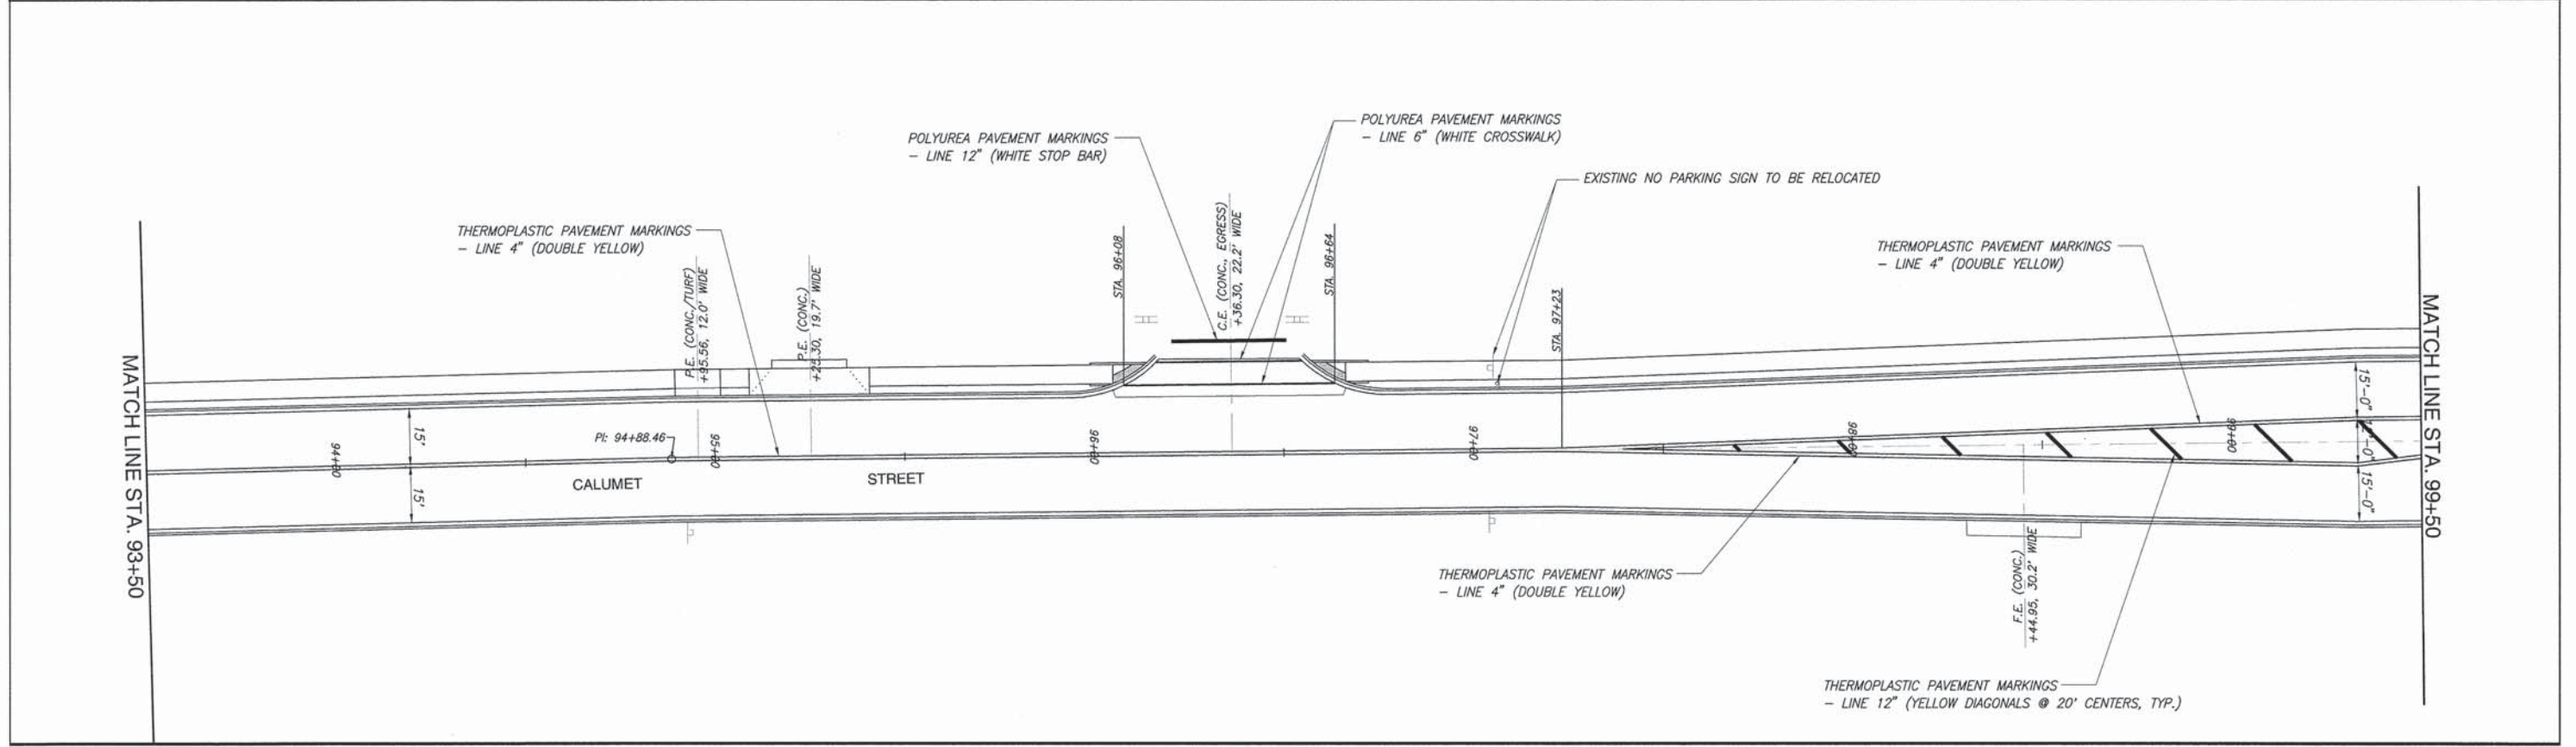 POLYUREA PAVEMENT MARKINGS
- LINE 6" (WHITE CROSSWALK)
POLYUREA PAVEMENT MARKINGS
- LINE 12" (WHITE STOP BAR)
EXISTING NO PARKING SIGN TO BE RELOCATED
THERMOPLASTIC PAVEMENT MARKINGS
- LINE 4" (DOUBLE YELLOW)
THERMOPLASTIC PAVEMENT MARKINGS
- LINE 4" (DOUBLE YELLOW)
P.E. (CONC./TURF)
+95.56, 12.0' WIDE
P.E. (CONC.)
+25.30, 19.7' WIDE
STA. 96+08
C.E. (CONC., EGRESS)
+36.30, 22.2' WIDE
STA. 96+64
STA. 97+23
MATCH LINE STA. 93+50
MATCH LINE STA. 99+50
94+00
15'
15'
PI: 94+88.46
95+00
96+00
97+00
98+00
99+00
15'-0"
15'-0"
CALUMET
STREET
THERMOPLASTIC PAVEMENT MARKINGS
- LINE 4" (DOUBLE YELLOW)
F.E. (CONC.)
+44.95, 30.2' WIDE
THERMOPLASTIC PAVEMENT MARKINGS
- LINE 12" (YELLOW DIAGONALS @ 20' CENTERS, TYP.)